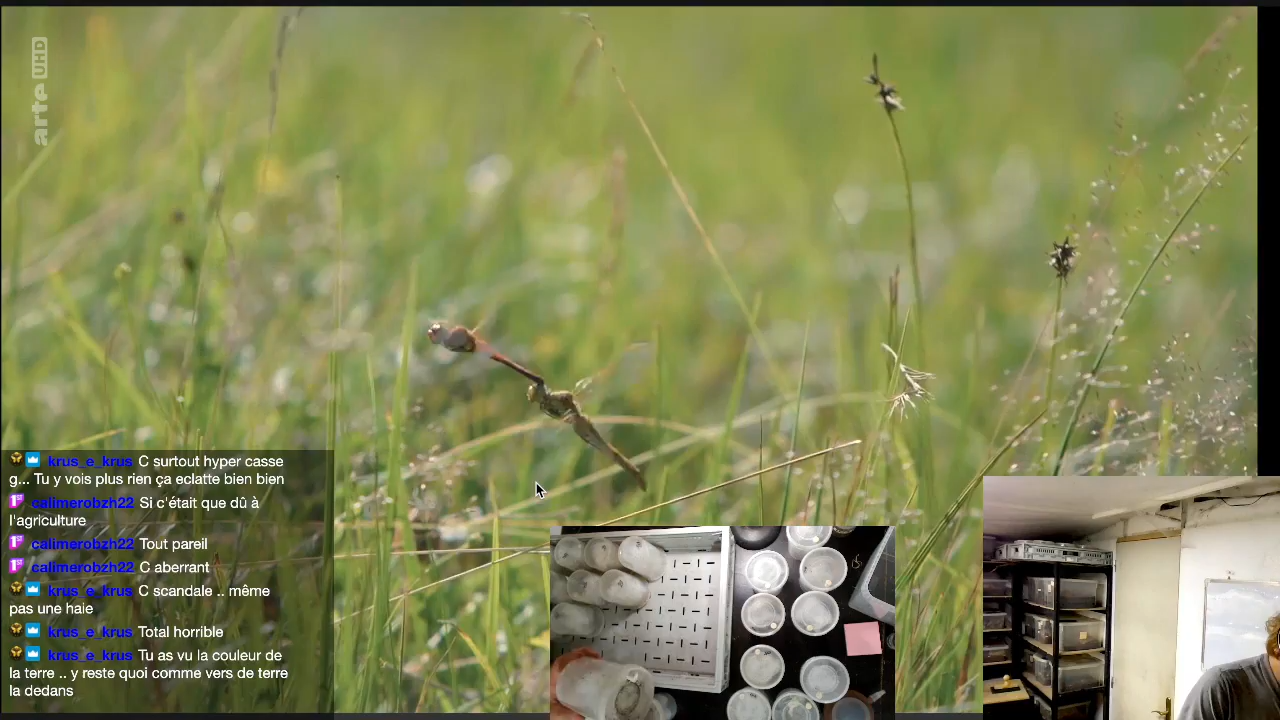 arte UHD
krus_e_krus C surtout hyper casse
g... Tu y vois plus rien ça eclatte bien bien
calimerobzh22 Si c'était que dû à
l'agriculture
calimerobzh22 Tout pareil
calimerobzh22 C aberrant
krus_e_krus C scandale .. même
pas une haie
krus_e_krus Total horrible
krus_e_krus Tu as vu la couleur de
la terre .. y reste quoi comme vers de terre
la dedans